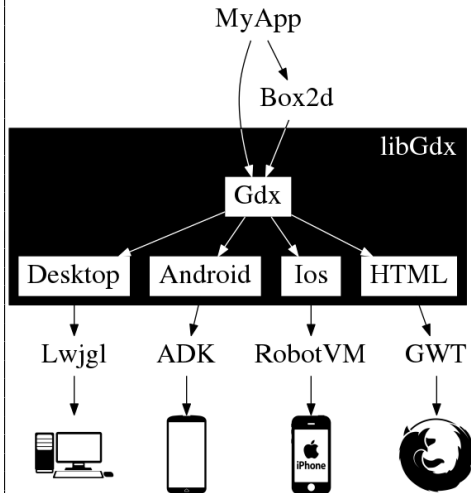 MyApp
Box2d
libGdx
Gdx
Desktop Android Ios HTML
Lwjgl ADK RobotVM GWT
iPhone